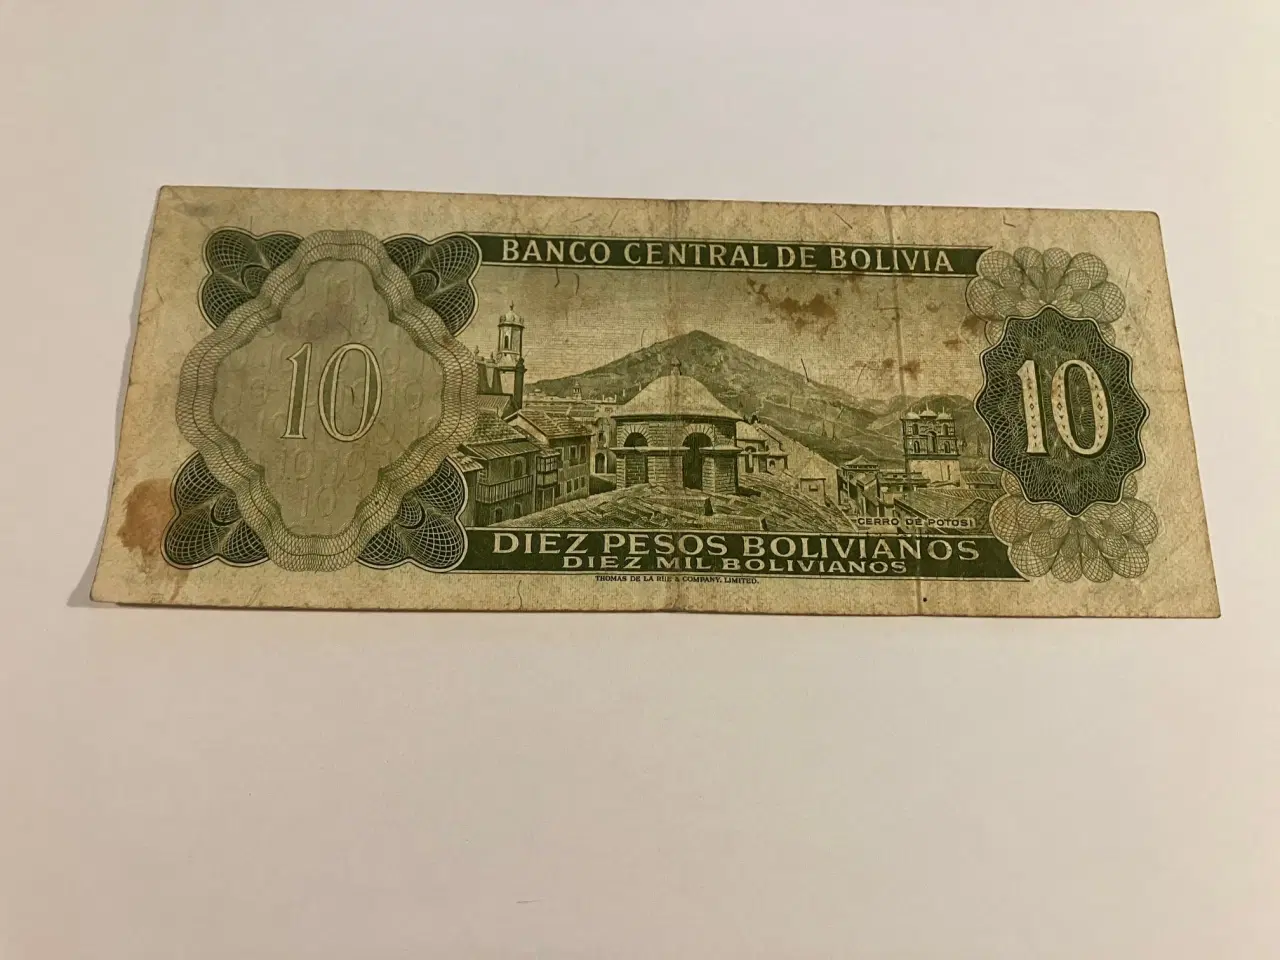 BANCO CENTRAL DE BOLIVIA
10
10
CERRO DE POTOSI
DIEZ PESOS BOLIVIANOS
DIEZ MIL BOLIVIANOS
THOMAS DE LA RUE & COMPANY, LIMITED.